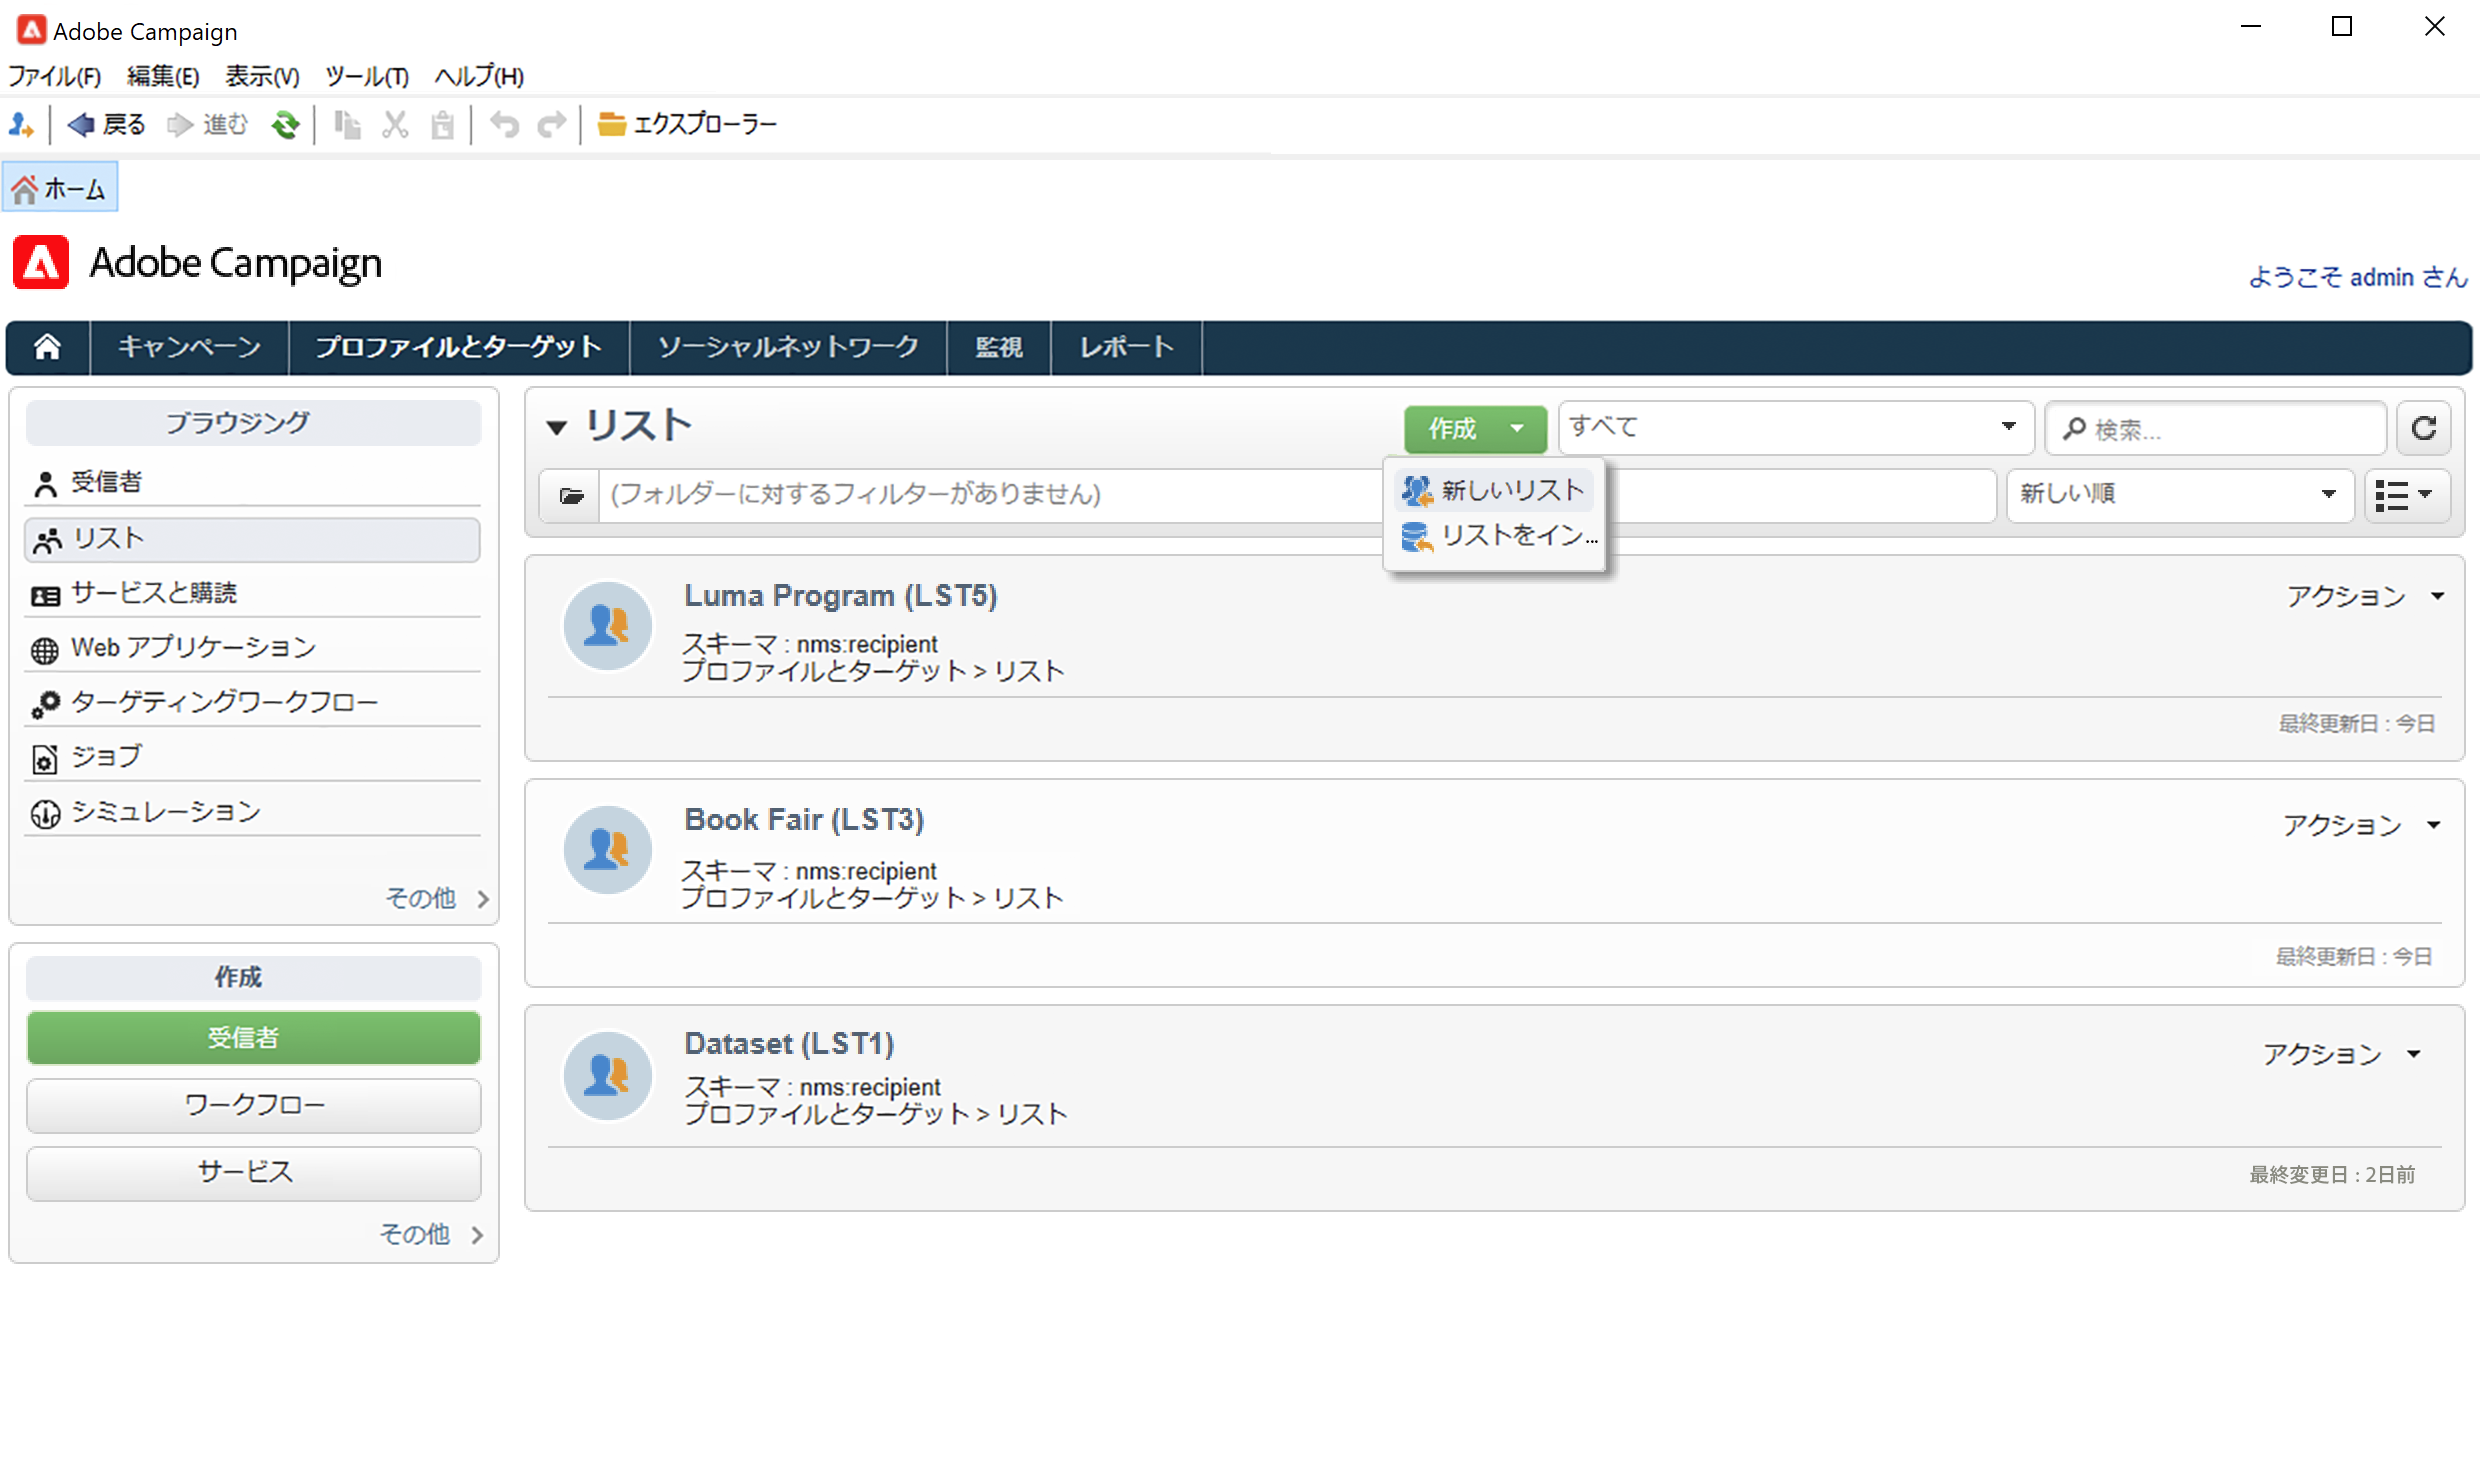 Adobe Campaign
ファイル(F) 編集(E) 表示(V) ツール(T) ヘルプ(H)
戻る 進む エクスプローラー
ホーム
Adobe Campaign
ようこそ admin さん
キャンペーン プロファイルとターゲット ソーシャルネットワーク 監視 レポート
ブラウジング
受信者
リスト
サービスと購読
Web アプリケーション
ターゲティングワークフロー
ジョブ
シミュレーション
その他
作成
受信者
ワークフロー
サービス
その他
リスト 作成 すべて 検索...
(フォルダーに対するフィルターがありません) 新しい順
新しいリスト
リストをイン...
Luma Program (LST5) アクション
スキーマ : nms:recipient
プロファイルとターゲット > リスト
最終更新日 : 今日
Book Fair (LST3) アクション
スキーマ : nms:recipient
プロファイルとターゲット > リスト
最終更新日 : 今日
Dataset (LST1) アクション
スキーマ : nms:recipient
プロファイルとターゲット > リスト
最終変更日 : 2日前